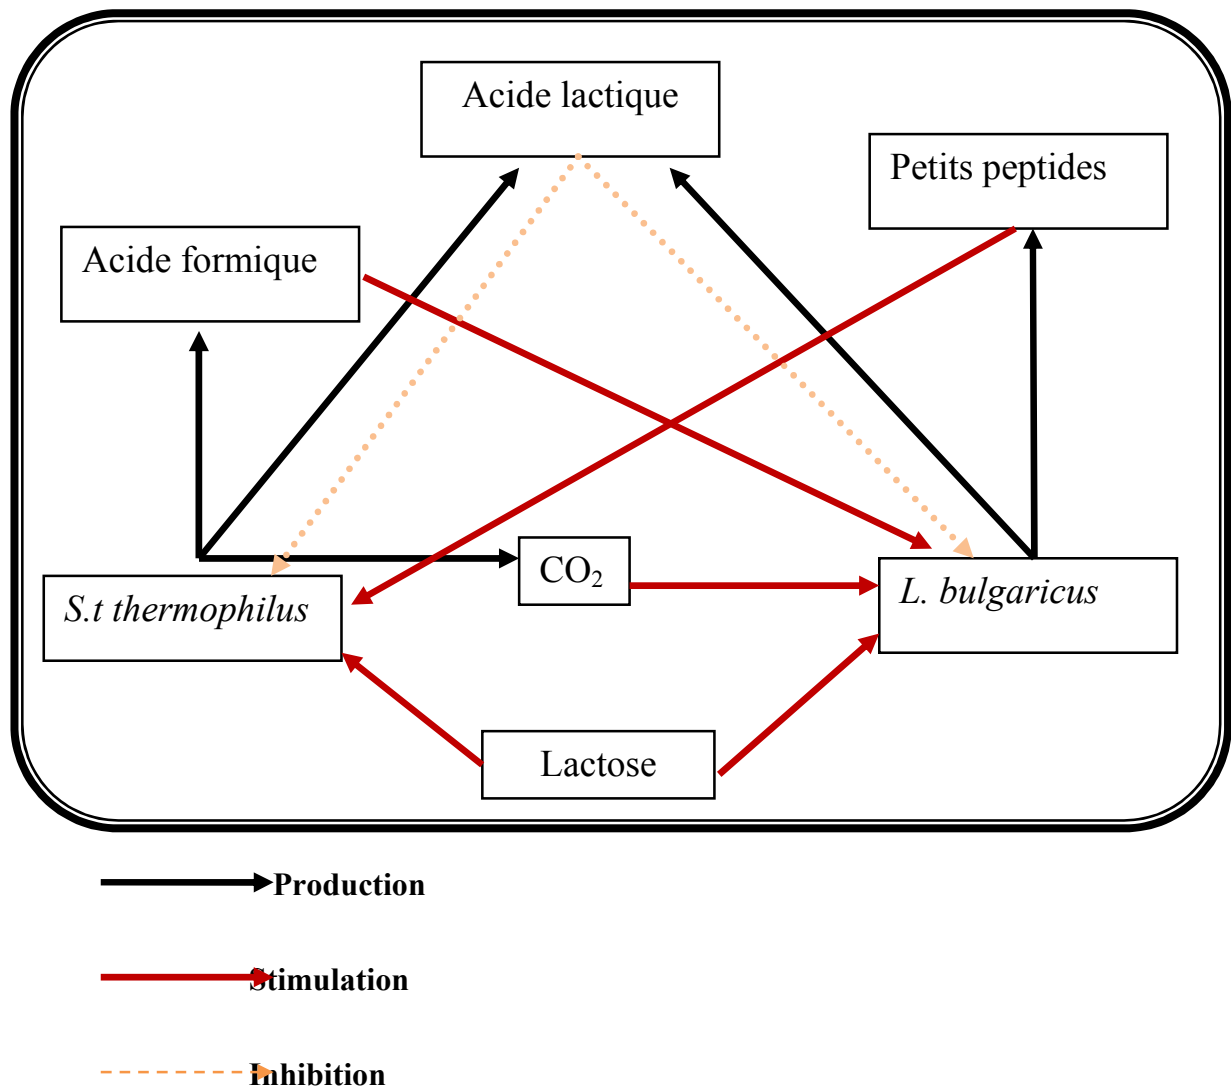 Acide lactique
Petits peptides
Acide formique
CO₂
S.t thermophilus
L. bulgaricus
Lactose
Production
Stimulation
Inhibition